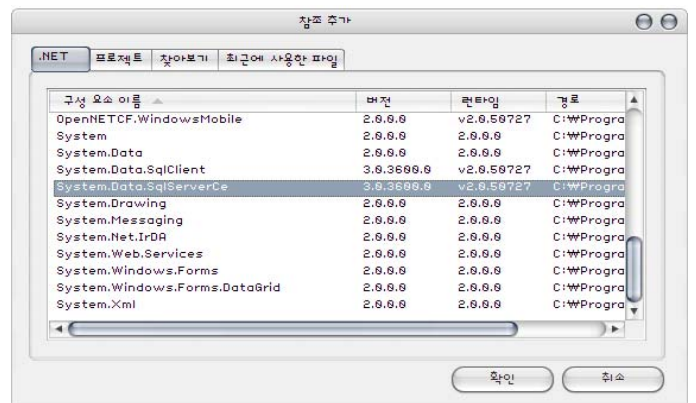 참조 추가
.NET 프로젝트 찾아보기 최근에 사용한 파일
구성 요소 이름 버전 런타임 경로
OpenNETCF.WindowsMobile 2.0.0.0 v2.0.50727 C:₩Progra
System 2.0.0.0 2.0.0.0 C:₩Progra
System.Data 2.0.0.0 2.0.0.0 C:₩Progra
System.Data.SqlClient 3.0.3600.0 v2.0.50727 C:₩Progra
System.Data.SqlServerCe 3.0.3600.0 v2.0.50727 C:₩Progra
System.Drawing 2.0.0.0 2.0.0.0 C:₩Progra
System.Messaging 2.0.0.0 2.0.0.0 C:₩Progra
System.Net.IrDA 2.0.0.0 2.0.0.0 C:₩Progra
System.Web.Services 2.0.0.0 2.0.0.0 C:₩Progra
System.Windows.Forms 2.0.0.0 2.0.0.0 C:₩Progra
System.Windows.Forms.DataGrid 2.0.0.0 2.0.0.0 C:₩Progra
System.Xml 2.0.0.0 2.0.0.0 C:₩Progra
확인 취소